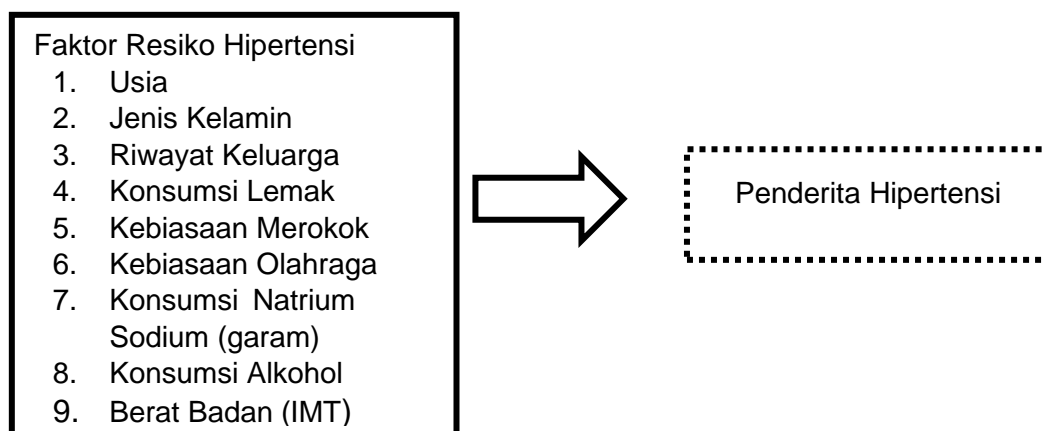 Faktor Resiko Hipertensi
1. Usia
2. Jenis Kelamin
3. Riwayat Keluarga
4. Konsumsi Lemak
5. Kebiasaan Merokok
6. Kebiasaan Olahraga
7. Konsumsi Natrium
Sodium (garam)
8. Konsumsi Alkohol
9. Berat Badan (IMT)
Penderita Hipertensi